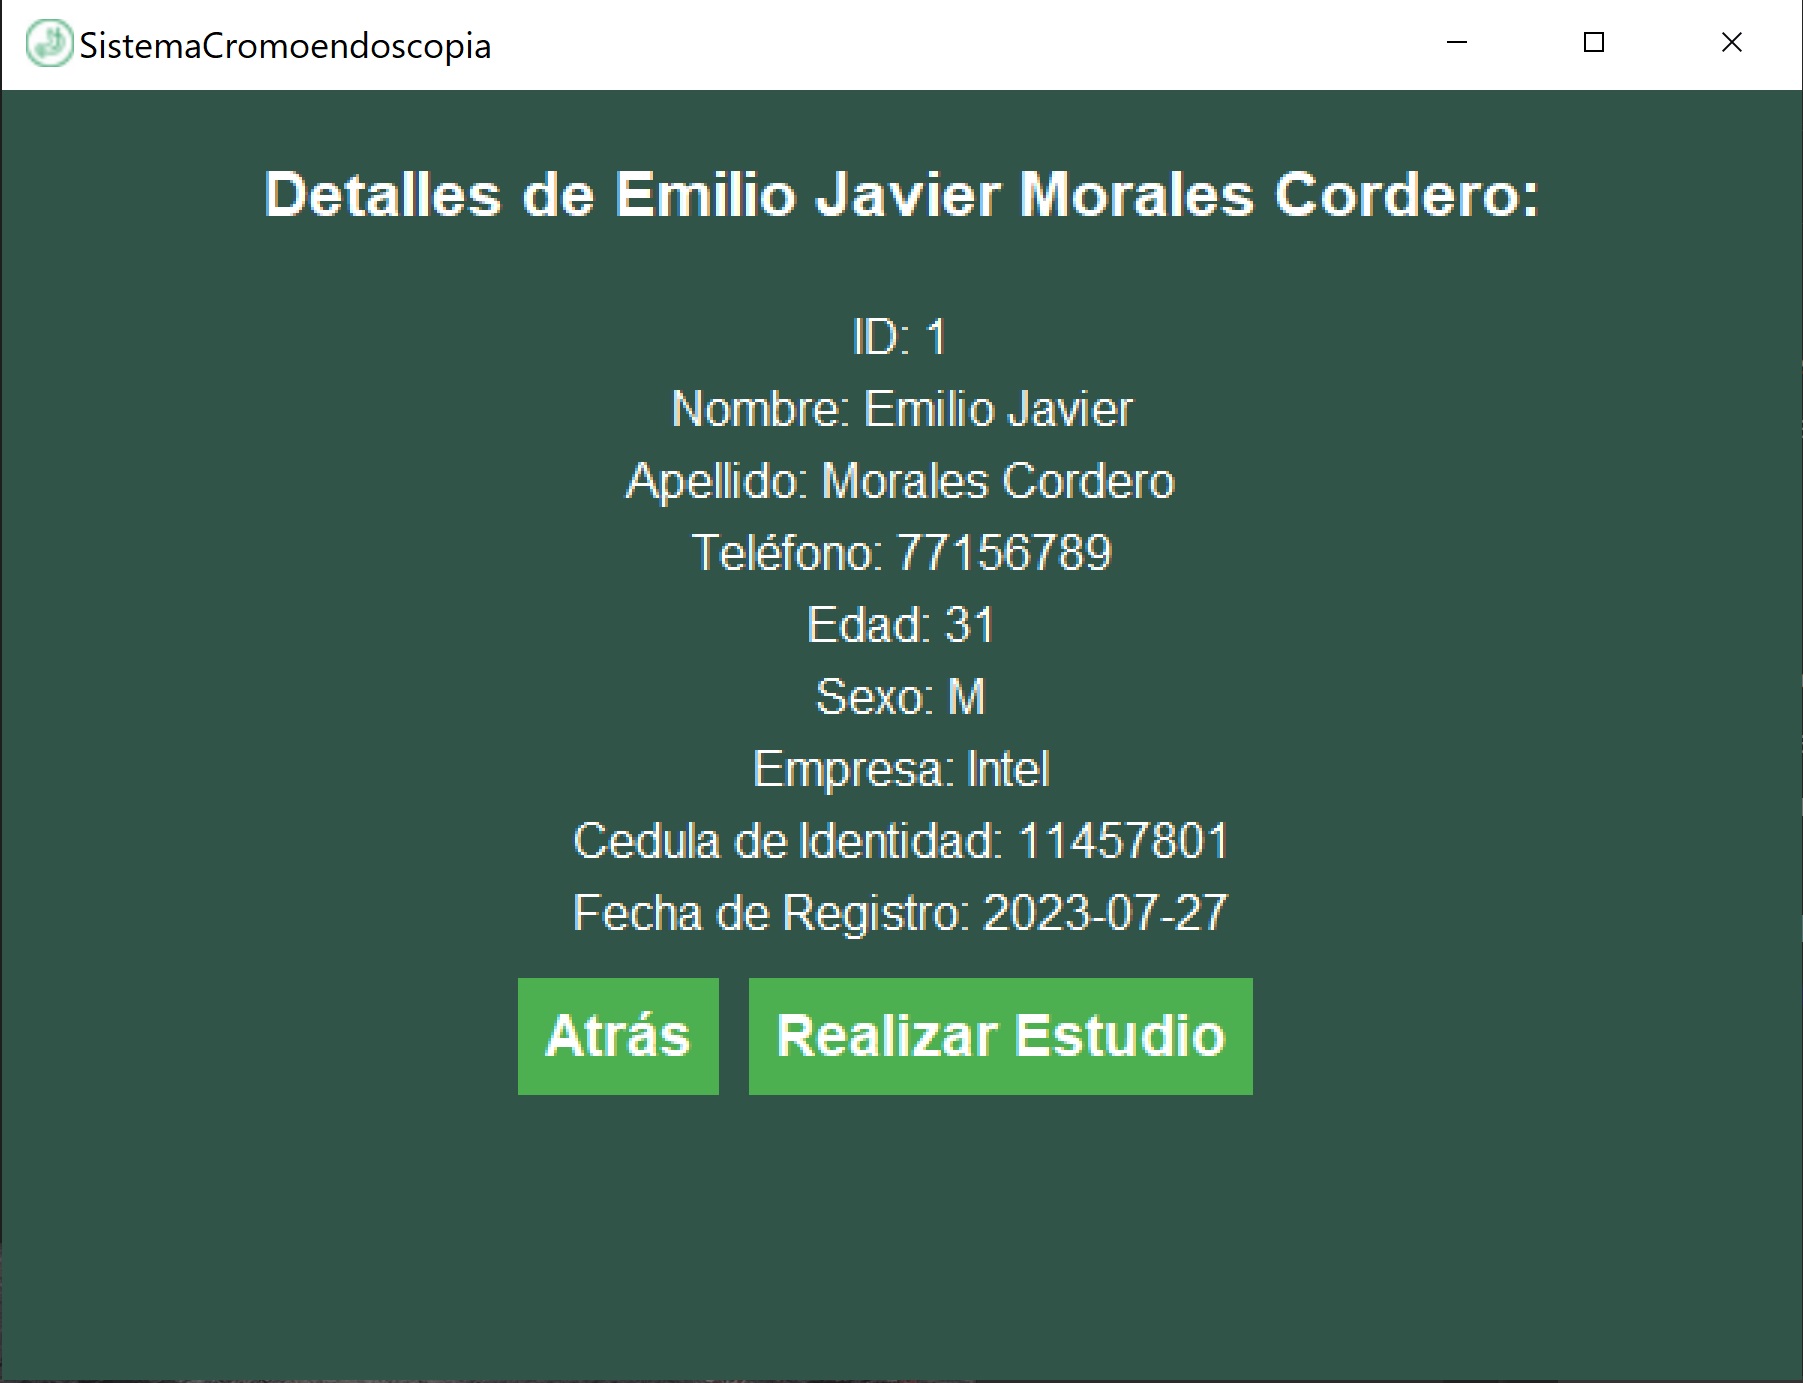 SistemaCromoendoscopia
Detalles de Emilio Javier Morales Cordero:
ID: 1
Nombre: Emilio Javier
Apellido: Morales Cordero
Teléfono: 77156789
Edad: 31
Sexo: M
Empresa: Intel
Cedula de Identidad: 11457801
Fecha de Registro: 2023-07-27
Atrás
Realizar Estudio